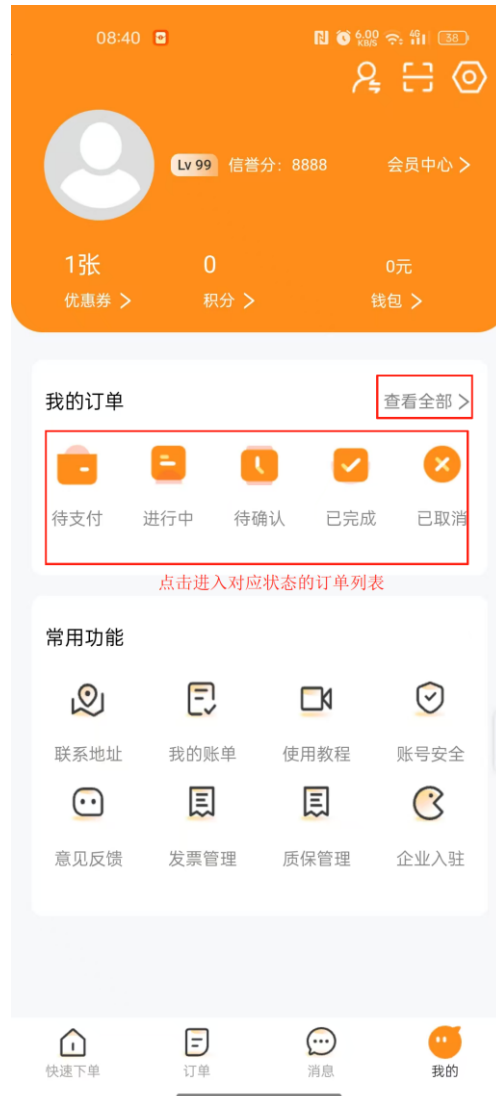 08:40 6.00 KB/S 4G 38
Lv 99 信誉分: 8888 会员中心
1张 0 0元
优惠券 积分 钱包
我的订单 查看全部
待支付 进行中 待确认 已完成 已取消
点击进入对应状态的订单列表
常用功能
联系地址 我的账单 使用教程 账号安全
意见反馈 发票管理 质保管理 企业入驻
快速下单 订单 消息 我的